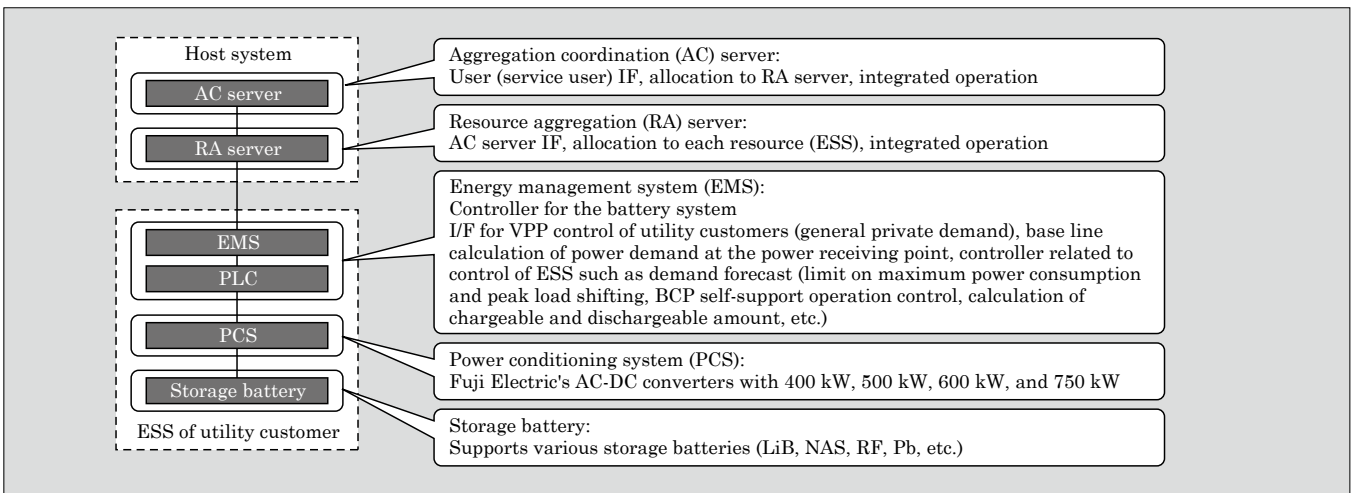 Host system
AC server
RA server
EMS
PLC
PCS
Storage battery
ESS of utility customer
Aggregation coordination (AC) server:
User (service user) IF, allocation to RA server, integrated operation
Resource aggregation (RA) server:
AC server IF, allocation to each resource (ESS), integrated operation
Energy management system (EMS):
Controller for the battery system
I/F for VPP control of utility customers (general private demand), base line
calculation of power demand at the power receiving point, controller related to
control of ESS such as demand forecast (limit on maximum power consumption
and peak load shifting, BCP self-support operation control, calculation of
chargeable and dischargeable amount, etc.)
Power conditioning system (PCS):
Fuji Electric's AC-DC converters with 400 kW, 500 kW, 600 kW, and 750 kW
Storage battery:
Supports various storage batteries (LiB, NAS, RF, Pb, etc.)